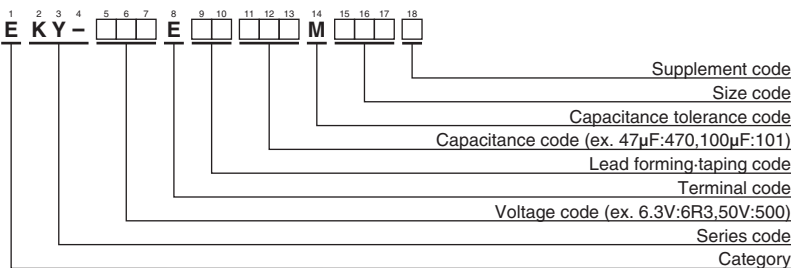 1 2 3 4 5 6 7 8 9 10 11 12 13 14 15 16 17 18
E KY- □□□ E □□ □□□ M □□□ □
Supplement code
Size code
Capacitance tolerance code
Capacitance code (ex. 47µF:470,100µF:101)
Lead forming·taping code
Terminal code
Voltage code (ex. 6.3V:6R3,50V:500)
Series code
Category